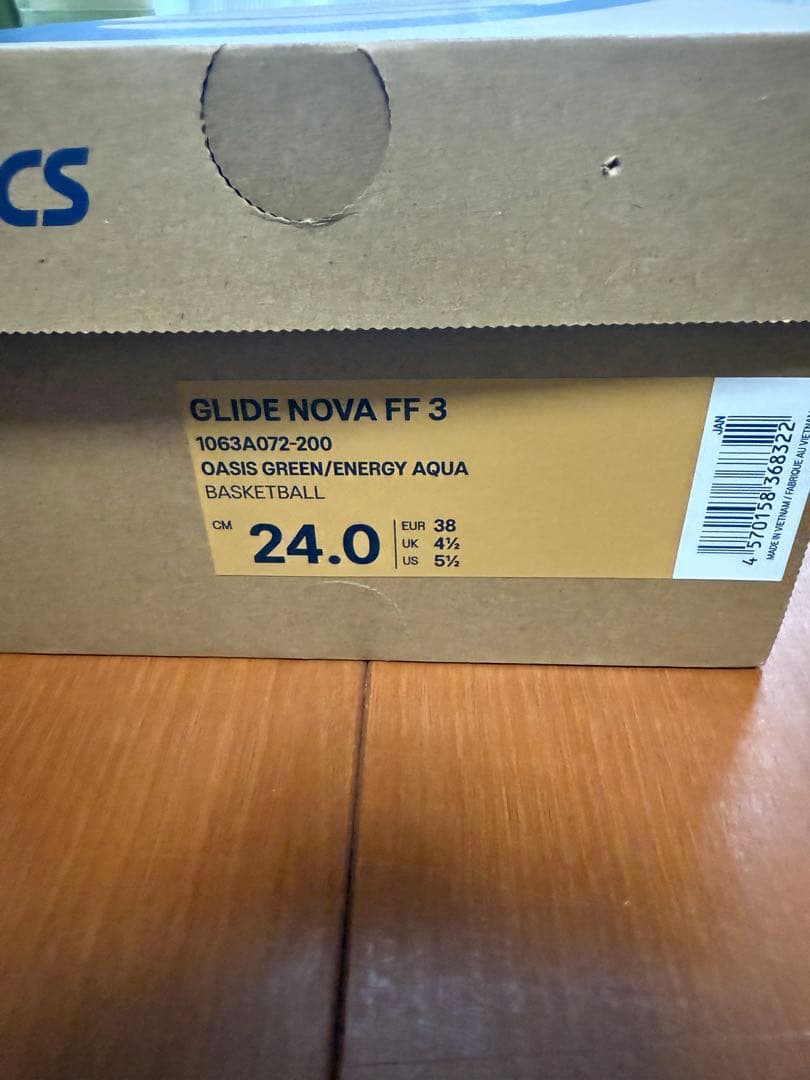 CS
GLIDE NOVA FF 3
1063A072-200
OASIS GREEN/ENERGY AQUA
BASKETBALL
CM 24.0
EUR 38
UK 4½
US 5½
JAN
4 570158 368322
MADE IN VIETNAM / FABRIQUE AU VIETNAM